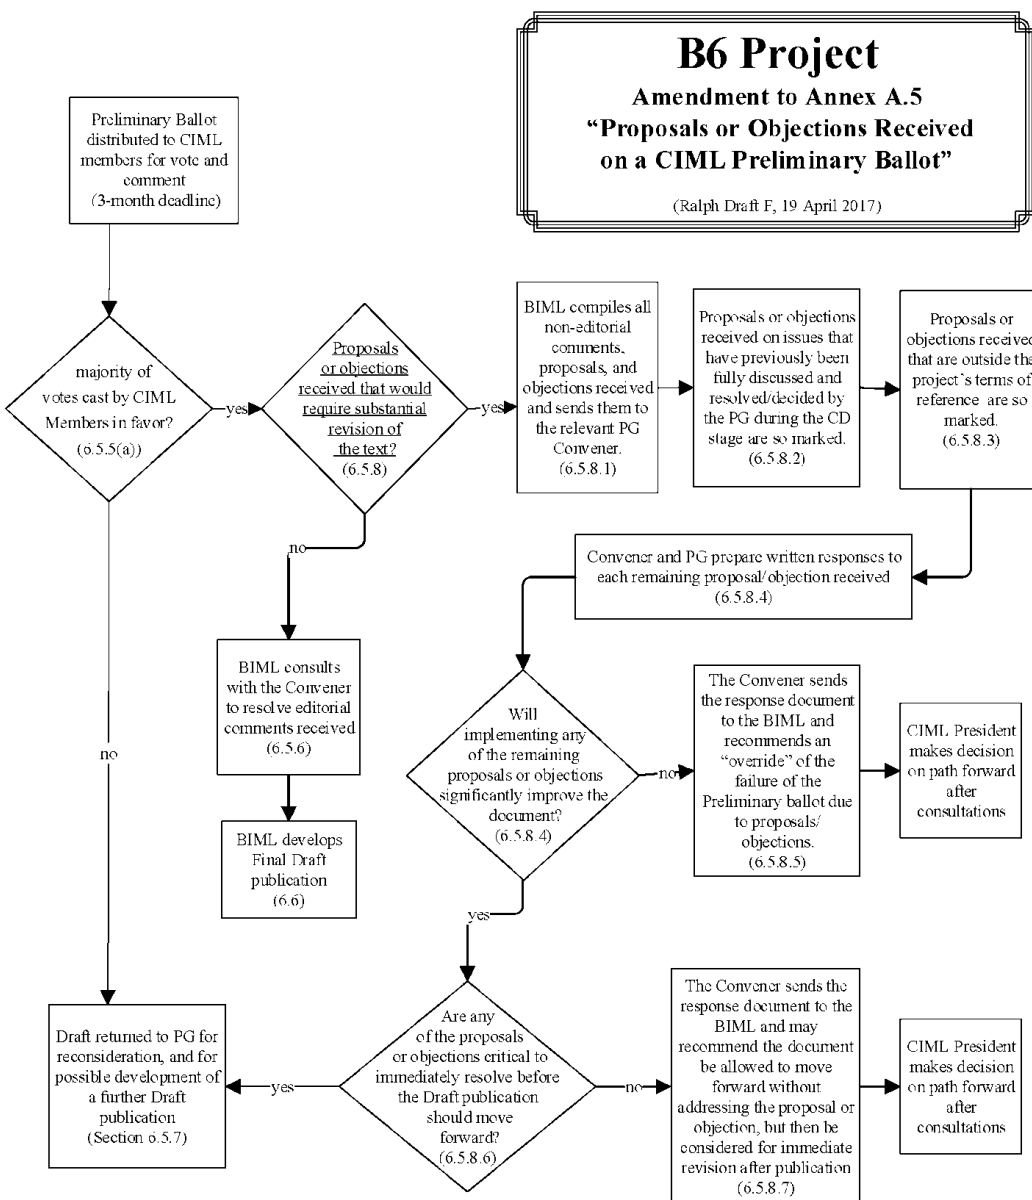 B6 Project
Amendment to Annex A.5
“Proposals or Objections Received
on a CIML Preliminary Ballot”
(Ralph Draft F, 19 April 2017)
Preliminary Ballot
distributed to CIML
members for vote and
comment
(3-month deadline)
majority of
votes cast by CIML
Members in favor?
(6.5.5(a))
yes
Proposals
or objections
received that would
require substantial
revision of
the text?
(6.5.8)
yes
BIML compiles all
non-editorial
comments,
proposals, and
objections received
and sends them to
the relevant PG
Convener.
(6.5.8.1)
Proposals or objections
received on issues that
have previously been
fully discussed and
resolved/decided by
the PG during the CD
stage are so marked.
(6.5.8.2)
Proposals or
objections received
that are outside the
project`s terms of
reference are so
marked.
(6.5.8.3)
no
Convener and PG prepare written responses to
each remaining proposal/objection received
(6.5.8.4)
BIML consults
with the Convener
to resolve editorial
comments received
(6.5.6)
BIML develops
Final Draft
publication
(6.6)
no
Will
implementing any
of the remaining
proposals or objections
significantly improve the
document?
(6.5.8.4)
no
The Convener sends
the response document
to the BIML and
recommends an
“override” of the
failure of the
Preliminary ballot due
to proposals/
objections.
(6.5.8.5)
CIML President
makes decision
on path forward
after
consultations
yes
Draft returned to PG for
reconsideration, and for
possible development of
a further Draft
publication
(Section 6.5.7)
yes
Are any
of the proposals
or objections critical to
immediately resolve before
the Draft publication
should move
forward?
(6.5.8.6)
no
The Convener sends the
response document to the
BIML and may
recommend the document
be allowed to move
forward without
addressing the proposal or
objection, but then be
considered for immediate
revision after publication
(6.5.8.7)
CIML President
makes decision
on path forward
after
consultations